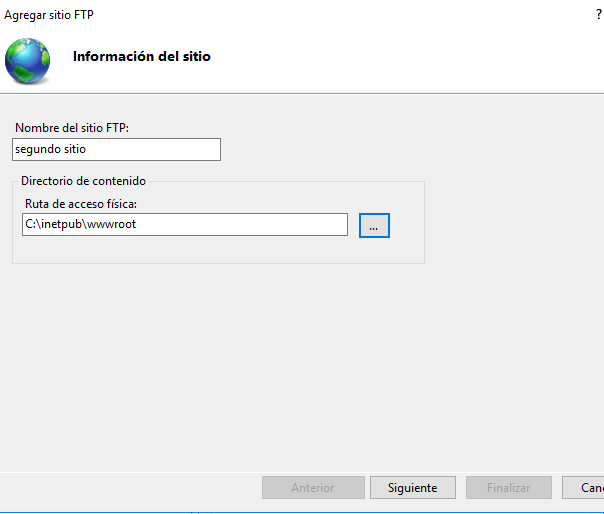 Agregar sitio FTP ?
Información del sitio
Nombre del sitio FTP:
segundo sitio
Directorio de contenido
Ruta de acceso física:
C:\inetpub\wwwroot ...
Anterior Siguiente Finalizar Can